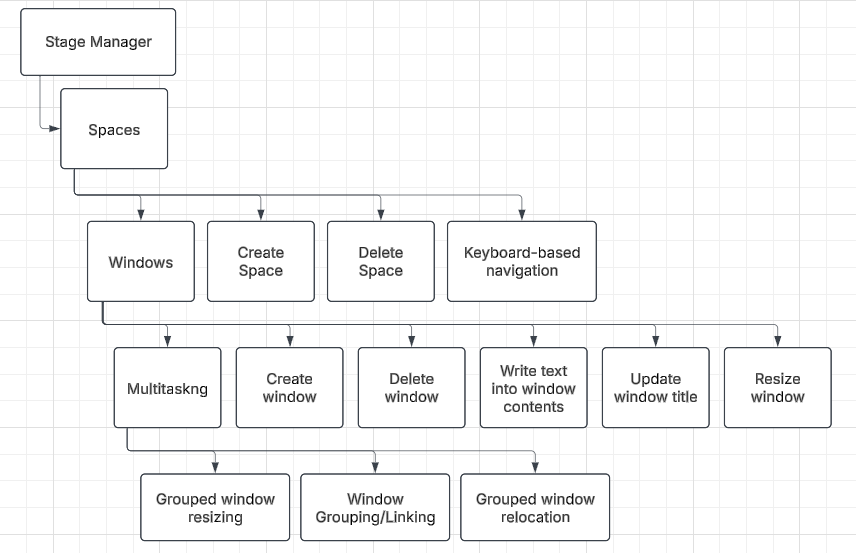 Stage Manager
Spaces
Windows
Create
Space
Delete
Space
Keyboard-based
navigation
Multitaskng
Create
window
Delete
window
Write text
into window
contents
Update
window title
Resize
window
Grouped window
resizing
Window
Grouping/Linking
Grouped window
relocation